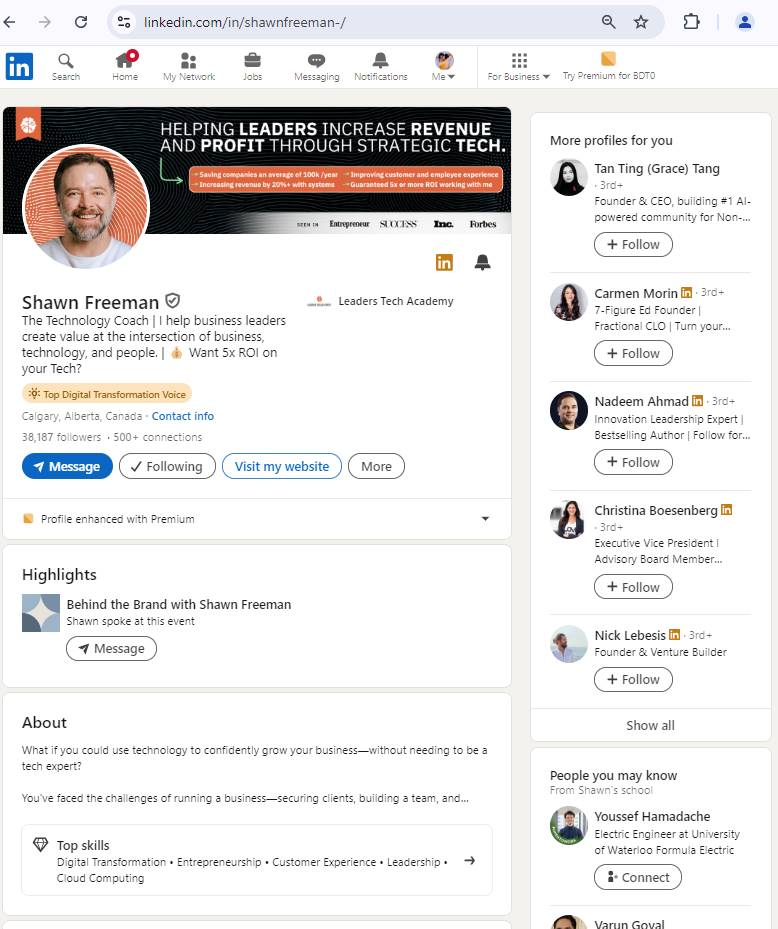 linkedin.com/in/shawnfreeman-/
in
Search
Home
My Network
Jobs
Messaging
Notifications
Me
For Business
Try Premium for BDT0
HELPING LEADERS INCREASE REVENUE
AND PROFIT THROUGH STRATEGIC TECH.
Saving companies an average of 100k /year
Improving customer and employee experience
Increasing revenue by 20%+ with systems
Guaranteed 5x or more ROI working with me
SEEN IN Entrepreneur SUCCESS Inc. Forbes
in
Shawn Freeman
Leaders Tech Academy
The Technology Coach | I help business leaders
create value at the intersection of business,
technology, and people. | 💰 Want 5x ROI on
your Tech?
Top Digital Transformation Voice
Calgary, Alberta, Canada · Contact info
38,187 followers · 500+ connections
Message
Following
Visit my website
More
Profile enhanced with Premium
Highlights
Behind the Brand with Shawn Freeman
Shawn spoke at this event
Message
About
What if you could use technology to confidently grow your business—without needing to be a
tech expert?
You've faced the challenges of running a business—securing clients, building a team, and...
Top skills
Digital Transformation • Entrepreneurship • Customer Experience • Leadership •
Cloud Computing
More profiles for you
Tan Ting (Grace) Tang
· 3rd+
Founder & CEO, building #1 AI-
powered community for Non-...
+ Follow
Carmen Morin in · 3rd+
7-Figure Ed Founder |
Fractional CLO | Turn your...
+ Follow
Nadeem Ahmad in · 3rd+
Innovation Leadership Expert |
Bestselling Author | Follow for...
+ Follow
Christina Boesenberg in
· 3rd+
Executive Vice President I
Advisory Board Member...
+ Follow
Nick Lebesis in · 3rd+
Founder & Venture Builder
+ Follow
Show all
People you may know
From Shawn's school
Youssef Hamadache
Electric Engineer at University
of Waterloo Formula Electric
Connect
Varun Goyal